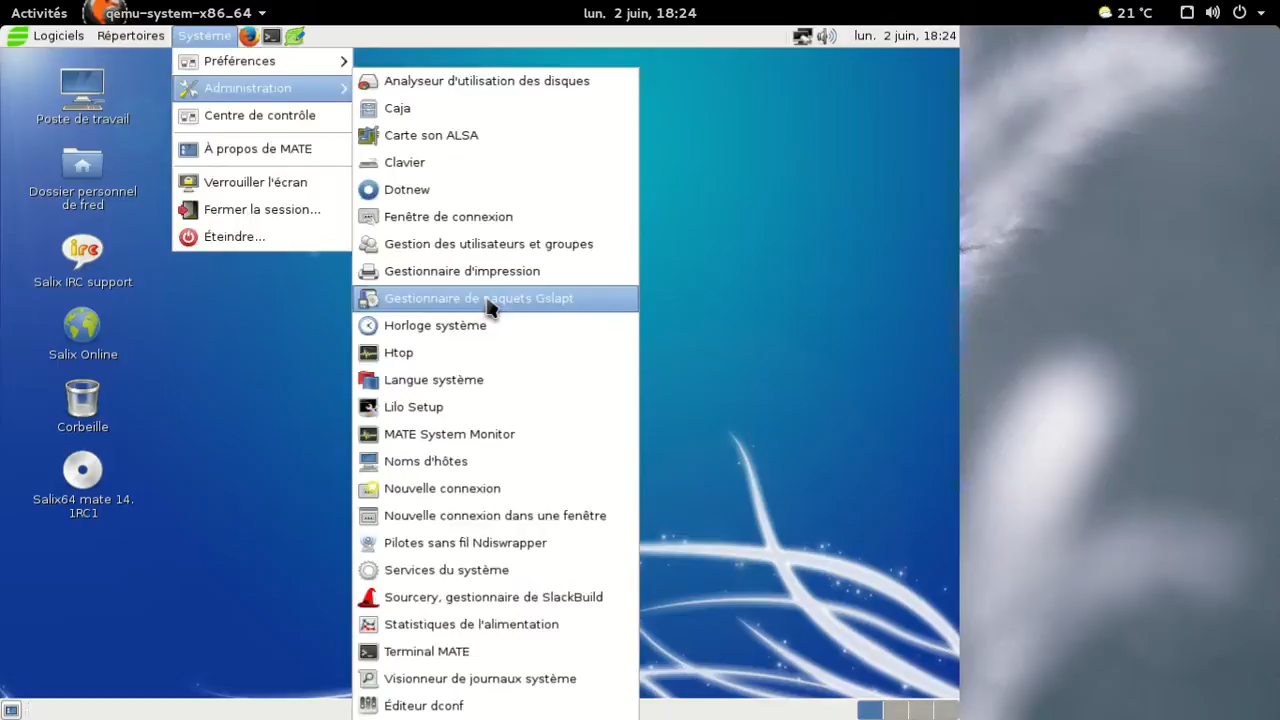 Activités
qemu-system-x86_64
lun. 2 juin, 18:24
21 °C
Logiciels
Répertoires
Système
lun. 2 juin, 18:24
Poste de travail
Dossier personnel
de fred
Salix IRC support
irc
Salix Online
Corbeille
Salix64 mate 14.
1RC1
Préférences
Administration
Centre de contrôle
À propos de MATE
Verrouiller l'écran
Fermer la session...
Éteindre...
Analyseur d'utilisation des disques
Caja
Carte son ALSA
Clavier
Dotnew
Fenêtre de connexion
Gestion des utilisateurs et groupes
Gestionnaire d'impression
Gestionnaire de paquets Gslapt
Horloge système
Htop
Langue système
Lilo Setup
MATE System Monitor
Noms d'hôtes
Nouvelle connexion
Nouvelle connexion dans une fenêtre
Pilotes sans fil Ndiswrapper
Services du système
Sourcery, gestionnaire de SlackBuild
Statistiques de l'alimentation
Terminal MATE
Visionneur de journaux système
Éditeur dconf